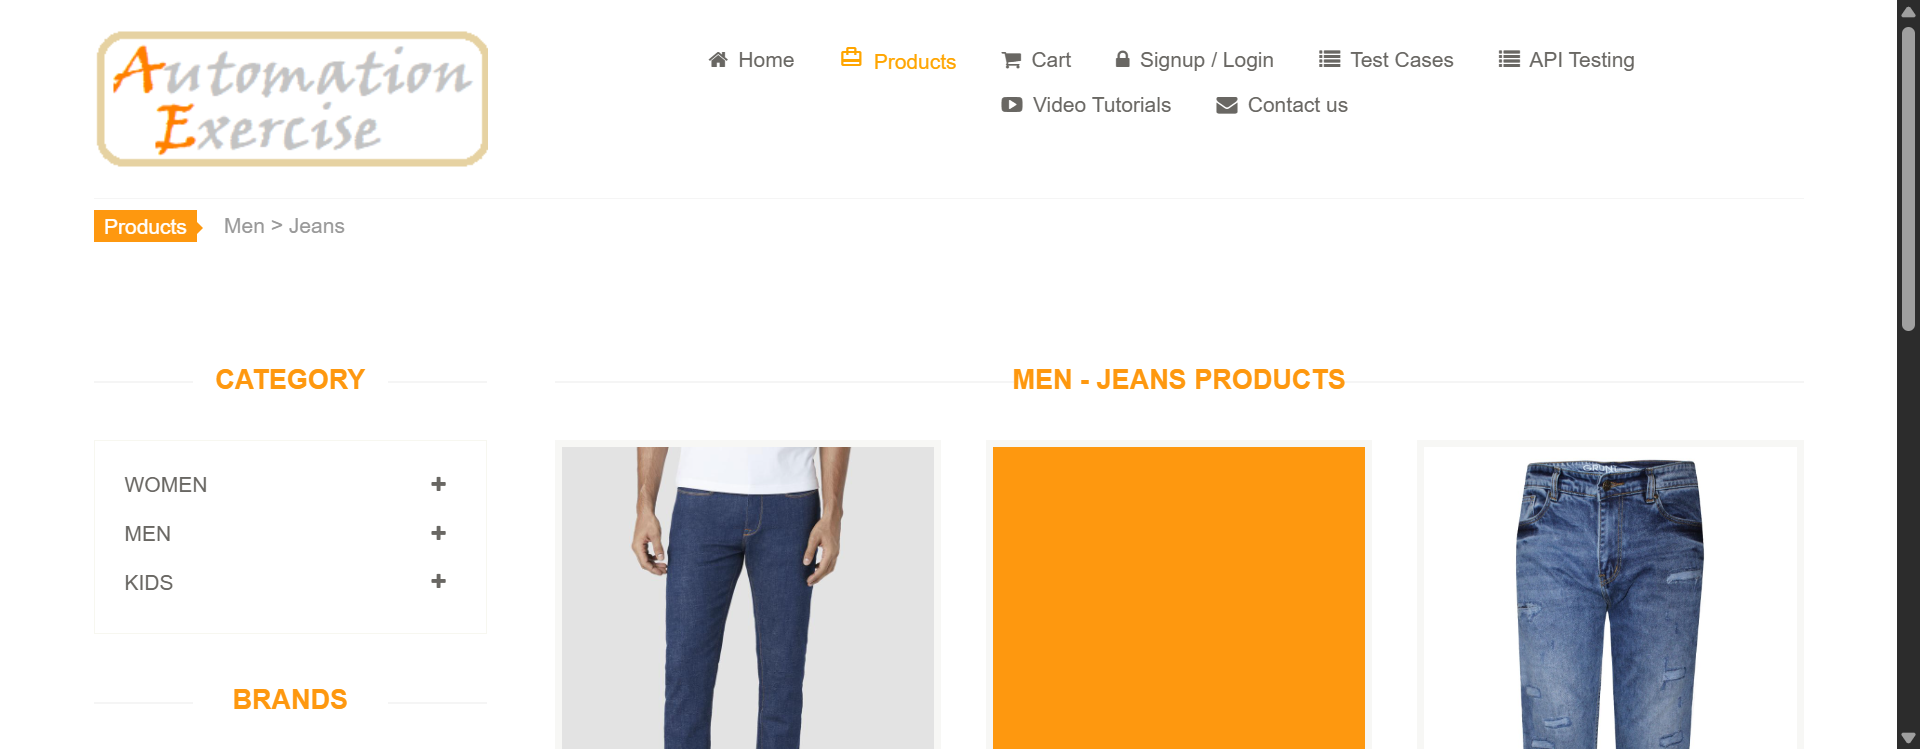 Automation
Exercise
Home Products Cart Signup / Login Test Cases API Testing
Video Tutorials Contact us
Products Men > Jeans
CATEGORY
MEN - JEANS PRODUCTS
WOMEN
MEN
KIDS
BRANDS